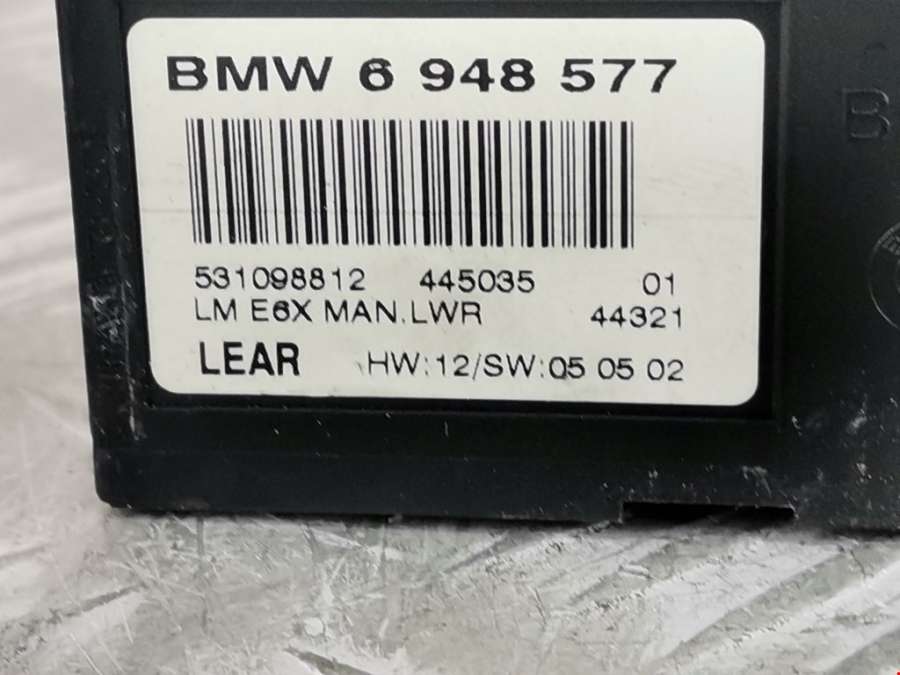 BMW 6 948 577
531098812 445035 01
LM E6X MAN.LWR 44321
LEAR HW:12/SW:05 05 02
B